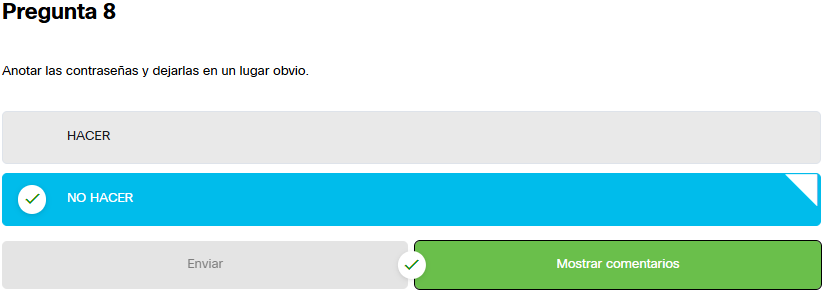 Pregunta 8
Anotar las contraseñas y dejarlas en un lugar obvio.
HACER
NO HACER
Enviar
Mostrar comentarios